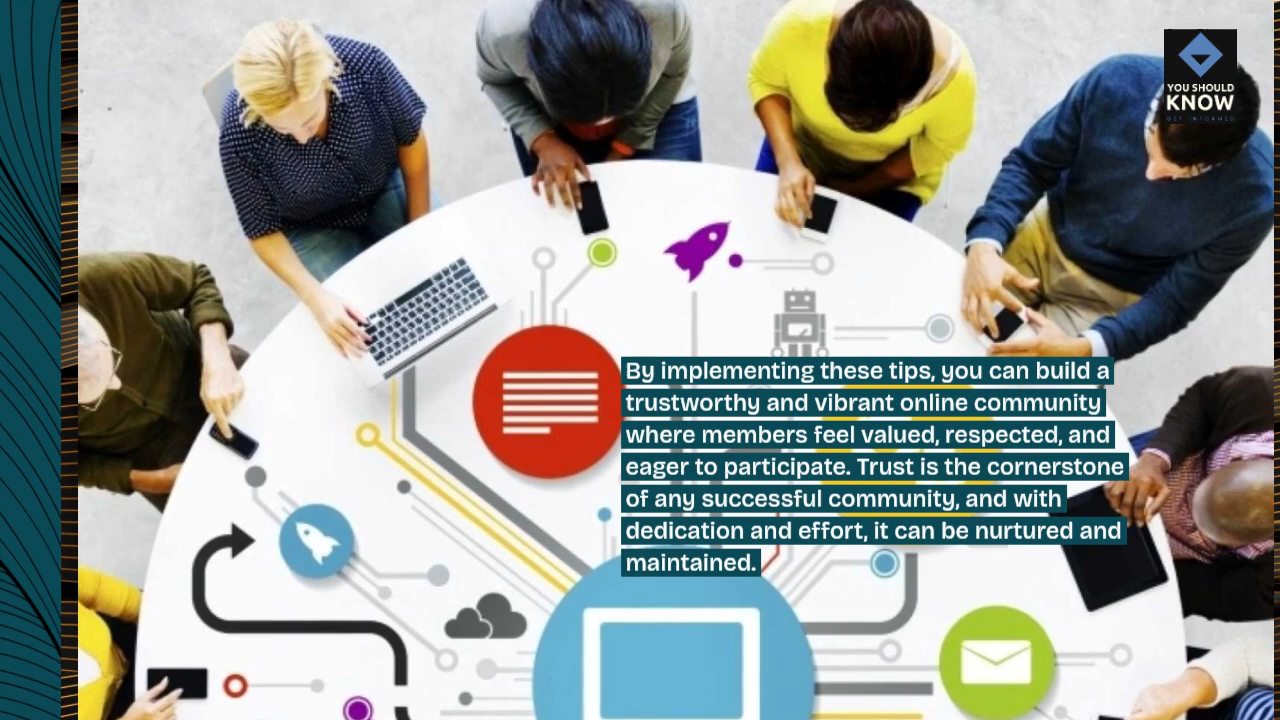 YOU SHOULD
KNOW
GET INFORMED
By implementing these tips, you can build a
trustworthy and vibrant online community
where members feel valued, respected, and
eager to participate. Trust is the cornerstone
of any successful community, and with
dedication and effort, it can be nurtured and
maintained.